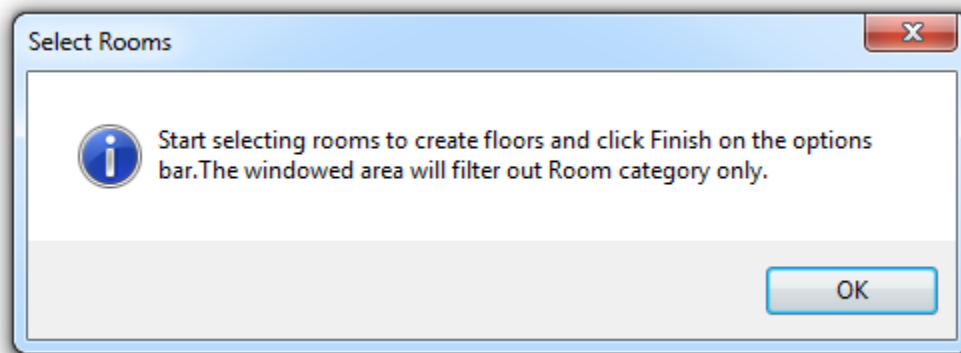 Select Rooms
Start selecting rooms to create floors and click Finish on the options
bar.The windowed area will filter out Room category only.
OK